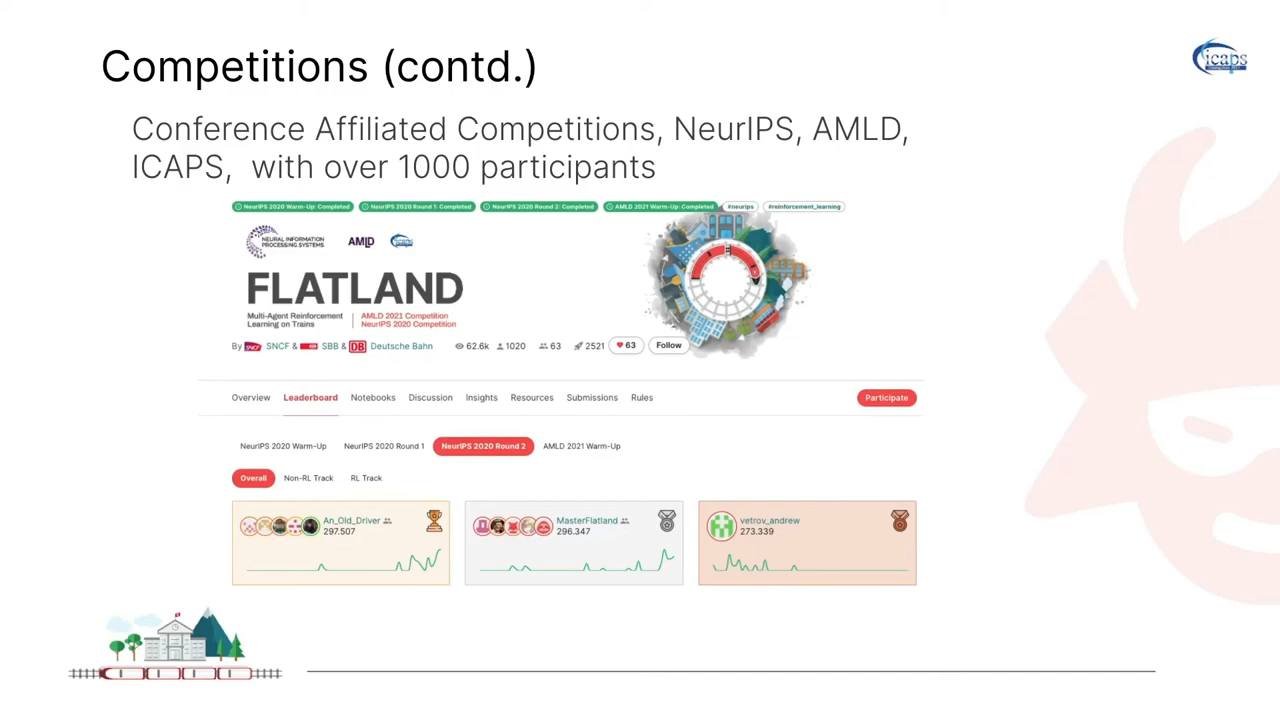 Competitions (contd.)
icaps
Conference Affiliated Competitions, NeurIPS, AMLD,
ICAPS, with over 1000 participants
NeurIPS 2020 Warm-Up: Completed
NeurIPS 2020 Round 1: Completed
NeurIPS 2020 Round 2: Completed
AMLD 2021 Warm-Up: Completed
#neurips
#reinforcement_learning
NEURAL INFORMATION
PROCESSING SYSTEMS
AMLD
icaps
FLATLAND
Multi-Agent Reinforcement
Learning on Trains
AMLD 2021 Competition
NeurIPS 2020 Competition
By SNCF SNCF & SBB & DB Deutsche Bahn
62.6k 1020 63 2521 63 Follow
Overview Leaderboard Notebooks Discussion Insights Resources Submissions Rules Participate
NeurIPS 2020 Warm-Up NeurIPS 2020 Round 1 NeurIPS 2020 Round 2 AMLD 2021 Warm-Up
Overall Non-RL Track RL Track
An_Old_Driver
297.507
MasterFlatland
296.347
vetrov_andrew
273.339